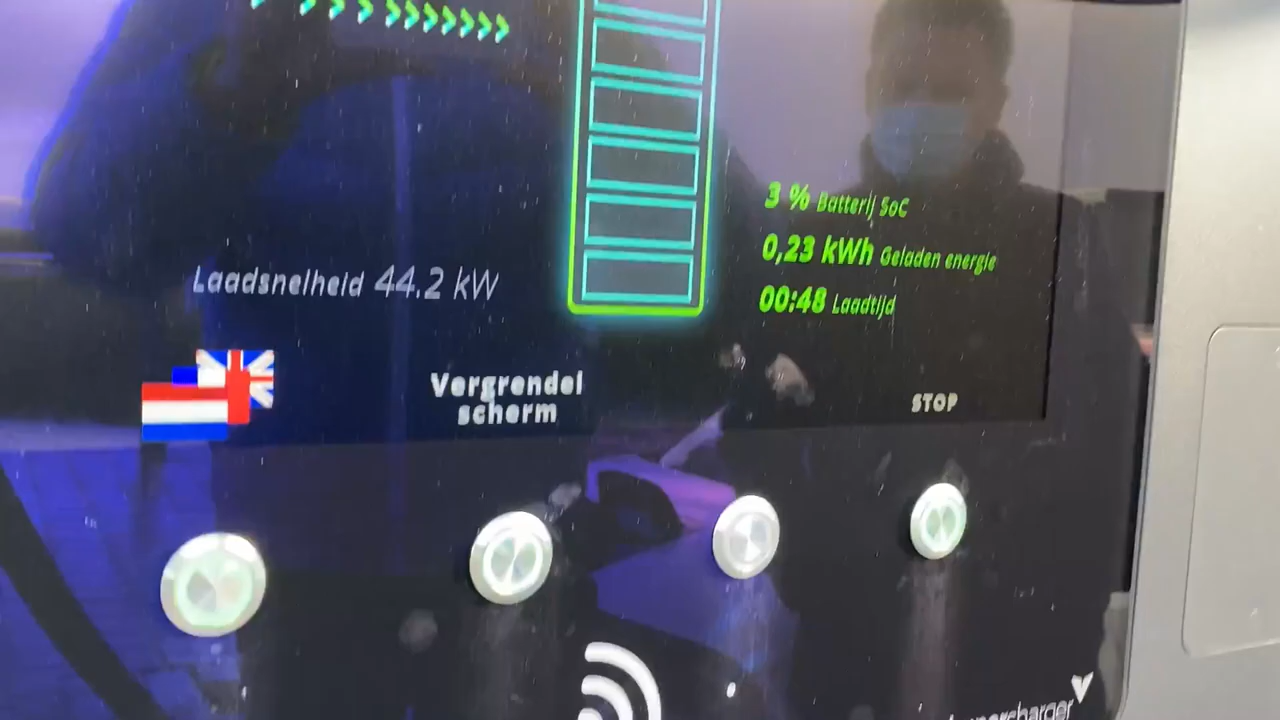 3 % Batterij SoC
0,23 kWh Geladen energie
00:48 Laadtijd
Laadsnelheid 44.2 kW
Vergrendel
scherm
STOP